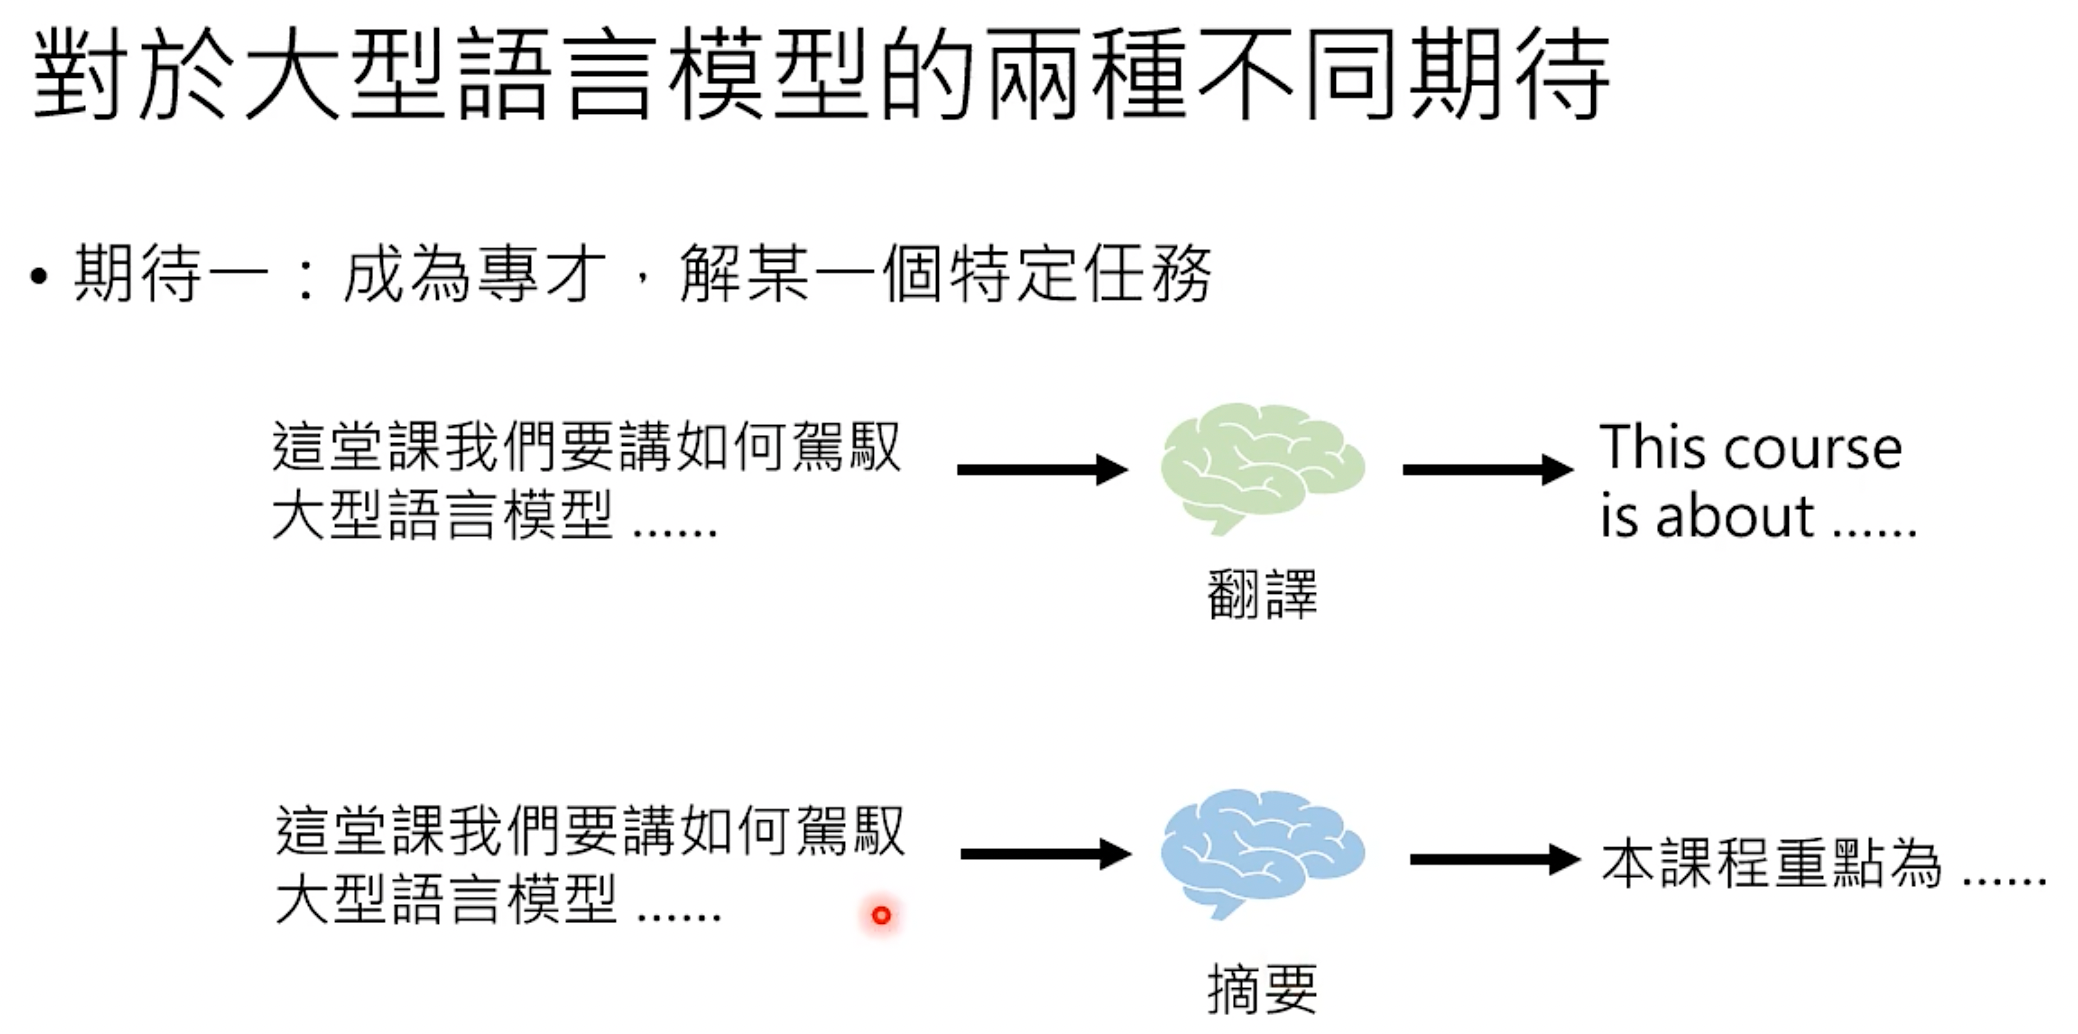 對於大型語言模型的兩種不同期待
• 期待一：成為專才，解某一個特定任務
這堂課我們要講如何駕馭
大型語言模型 ......
翻譯
This course
is about ......
這堂課我們要講如何駕馭
大型語言模型 ......
摘要
本課程重點為 ......